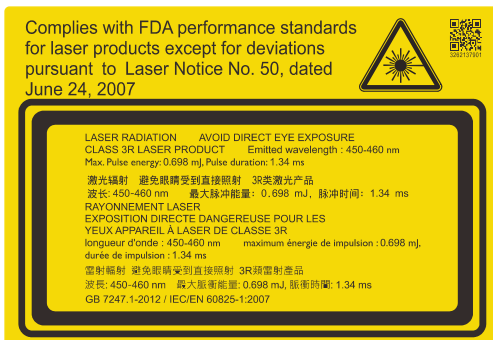 Complies with FDA performance standards
for laser products except for deviations
pursuant to Laser Notice No. 50, dated
June 24, 2007
3262137901
LASER RADIATION AVOID DIRECT EYE EXPOSURE
CLASS 3R LASER PRODUCT Emitted wavelength : 450-460 nm
Max. Pulse energy: 0.698 mJ, Pulse duration: 1.34 ms
激光辐射 避免眼睛受到直接照射 3R类激光产品
波长: 450-460 nm 最大脉冲能量: 0.698 mJ, 脉冲时间: 1.34 ms
RAYONNEMENT LASER
EXPOSITION DIRECTE DANGEREUSE POUR LES
YEUX APPAREIL À LASER DE CLASSE 3R
longueur d'onde : 450-460 nm maximum énergie de impulsion : 0.698 mJ,
durée de impulsion : 1.34 ms
雷射輻射 避免眼睛受到直接照射 3R類雷射產品
波長: 450-460 nm 最大脈衝能量: 0.698 mJ, 脈衝時間: 1.34 ms
GB 7247.1-2012 / IEC/EN 60825-1:2007